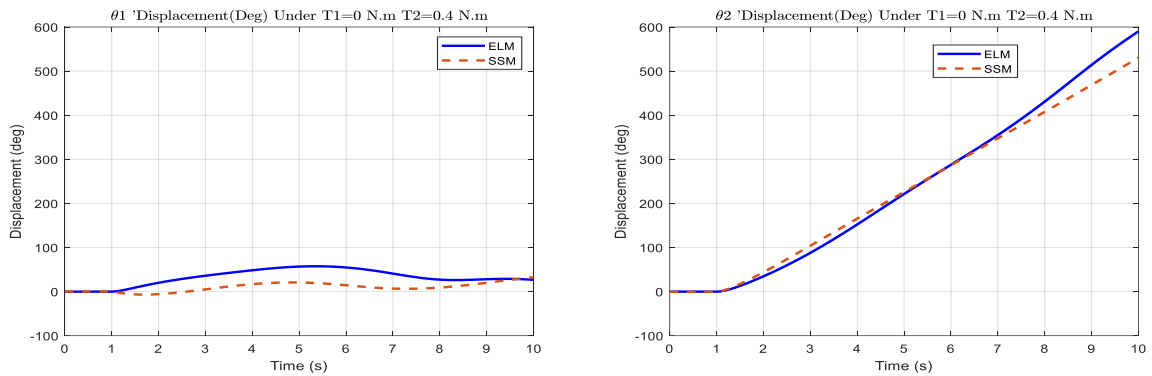 θ1 'Displacement(Deg) Under T1=0 N.m T2=0.4 N.m
600
500
400
300
200
100
0
-100
Displacement (deg)
ELM
SSM
0 1 2 3 4 5 6 7 8 9 10
Time (s)
θ2 'Displacement(Deg) Under T1=0 N.m T2=0.4 N.m
600
500
400
300
200
100
0
-100
Displacement (deg)
ELM
SSM
0 1 2 3 4 5 6 7 8 9 10
Time (s)